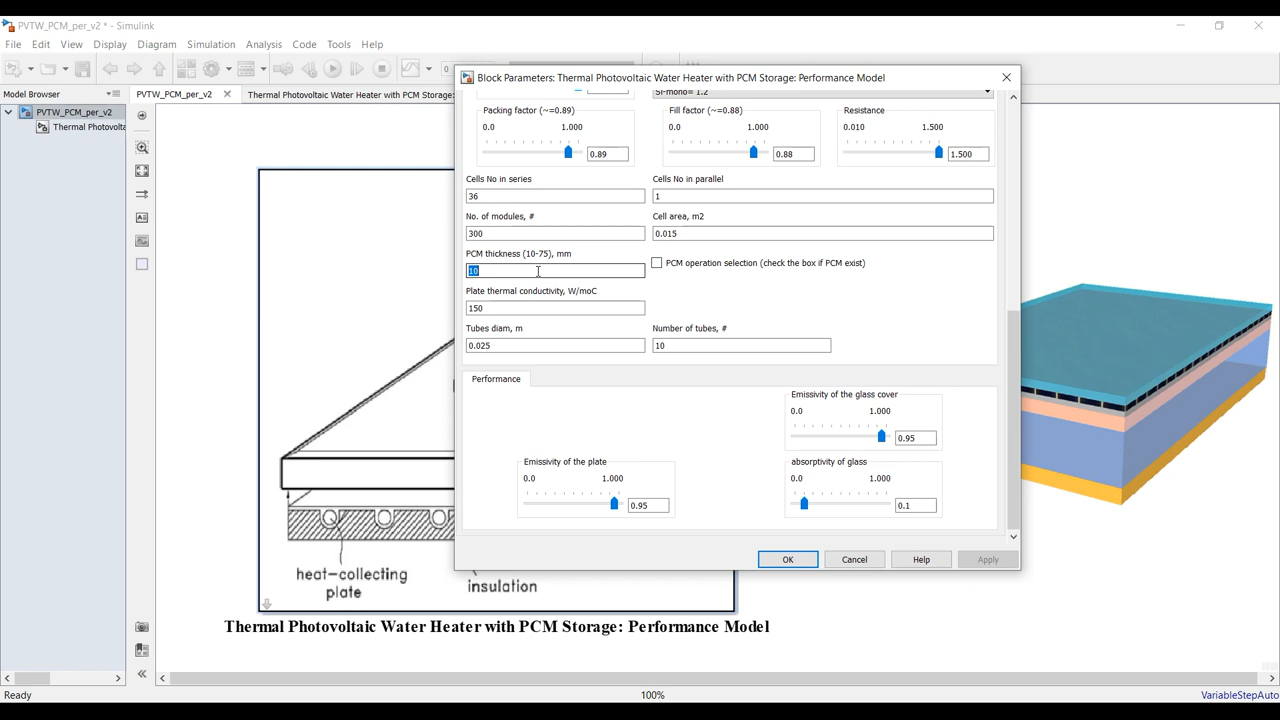 PVTW_PCM_per_v2 * - Simulink
File Edit View Display Diagram Simulation Analysis Code Tools Help
Model Browser
PVTW_PCM_per_v2
Thermal Photovoltaic Water Heater with PCM Storage:
PVTW_PCM_per_v2
Thermal Photovolta
Block Parameters: Thermal Photovoltaic Water Heater with PCM Storage: Performance Model
Si-mono= 1.2
Packing factor (~=0.89)
0.0 1.000
0.89
Fill factor (~=0.88)
0.0 1.000
0.88
Resistance
0.010 1.500
1.500
Cells No in series
36
Cells No in parallel
1
No. of modules, #
300
Cell area, m2
0.015
PCM thickness (10-75), mm
10
PCM operation selection (check the box if PCM exist)
Plate thermal conductivity, W/moC
150
Tubes diam, m
0.025
Number of tubes, #
10
Performance
Emissivity of the glass cover
0.0 1.000
0.95
Emissivity of the plate
0.0 1.000
0.95
absorptivity of glass
0.0 1.000
0.1
OK Cancel Help Apply
heat-collecting
plate
insulation
Thermal Photovoltaic Water Heater with PCM Storage: Performance Model
Ready 100% VariableStepAuto